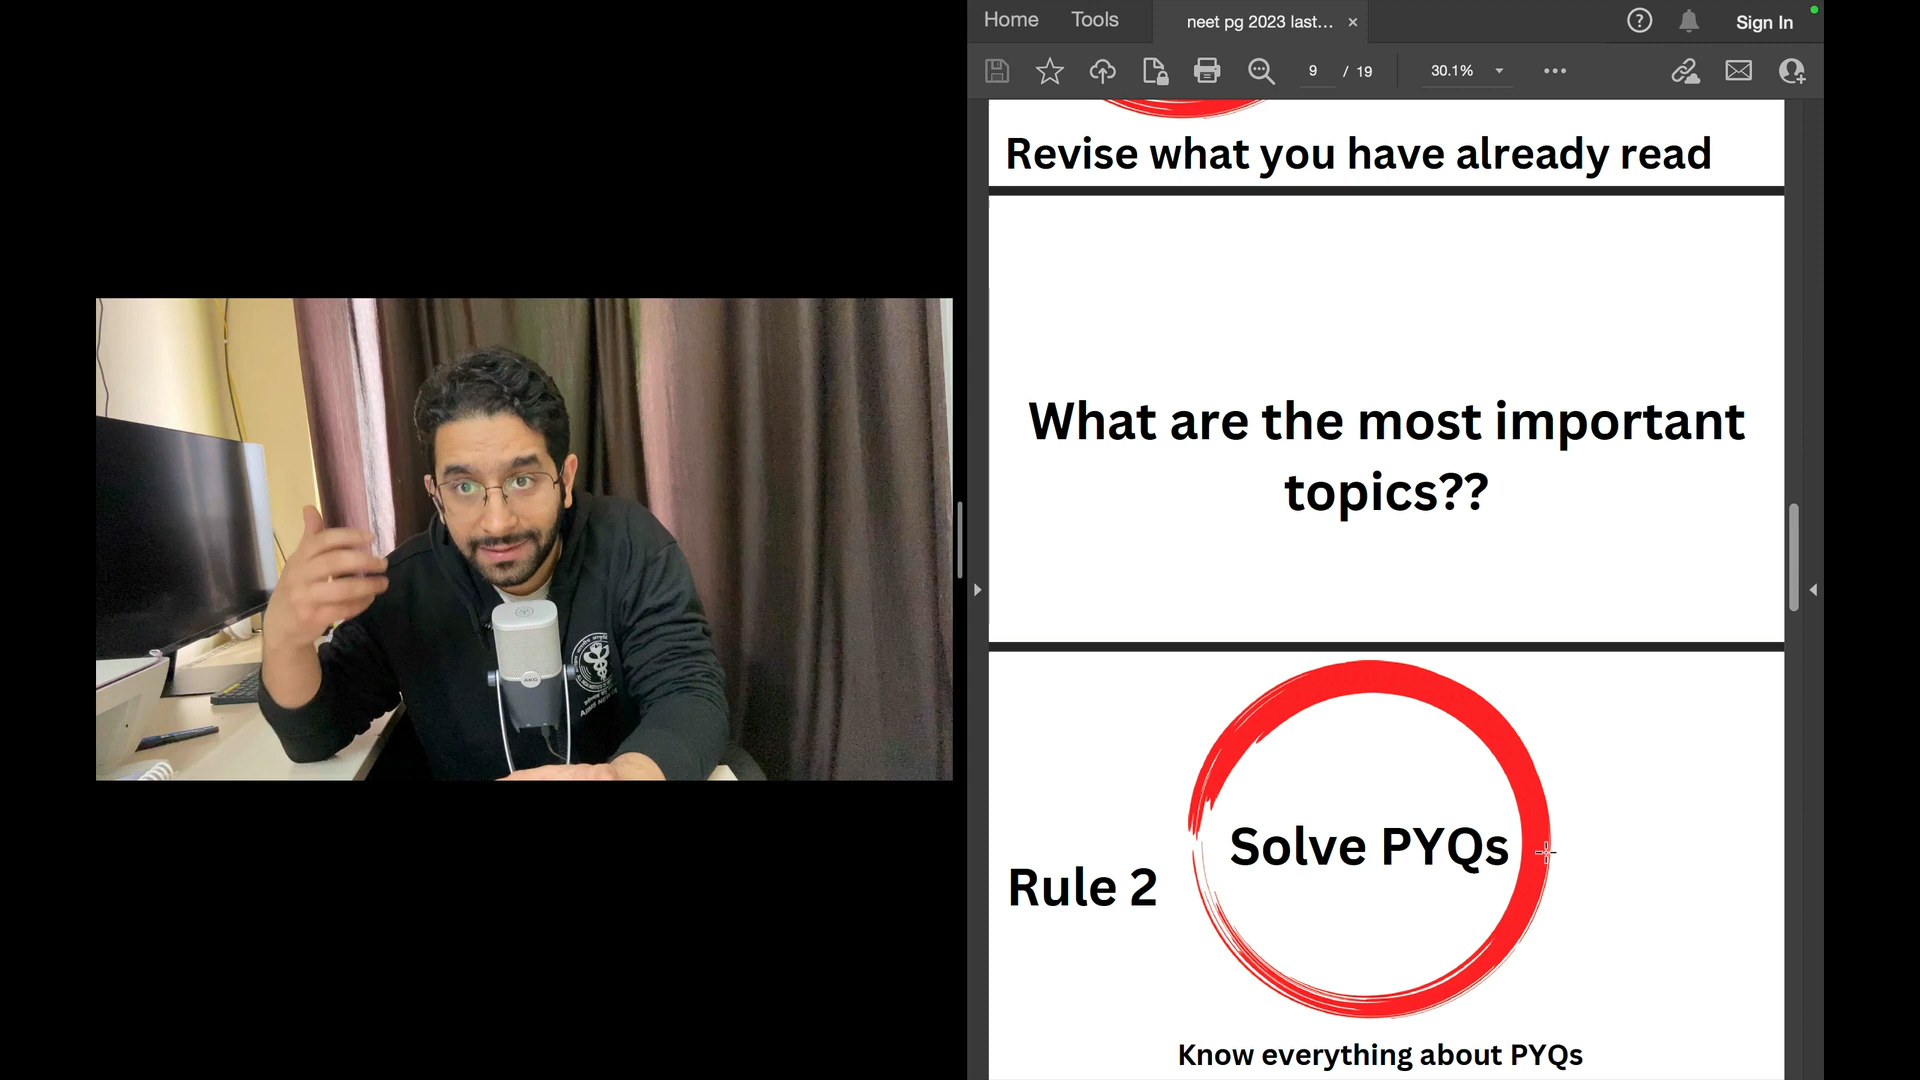 Home Tools neet pg 2023 last... × Sign In
9 / 19 30.1%
Revise what you have already read
What are the most important
topics??
Solve PYQs
Rule 2
Know everything about PYQs
AKG